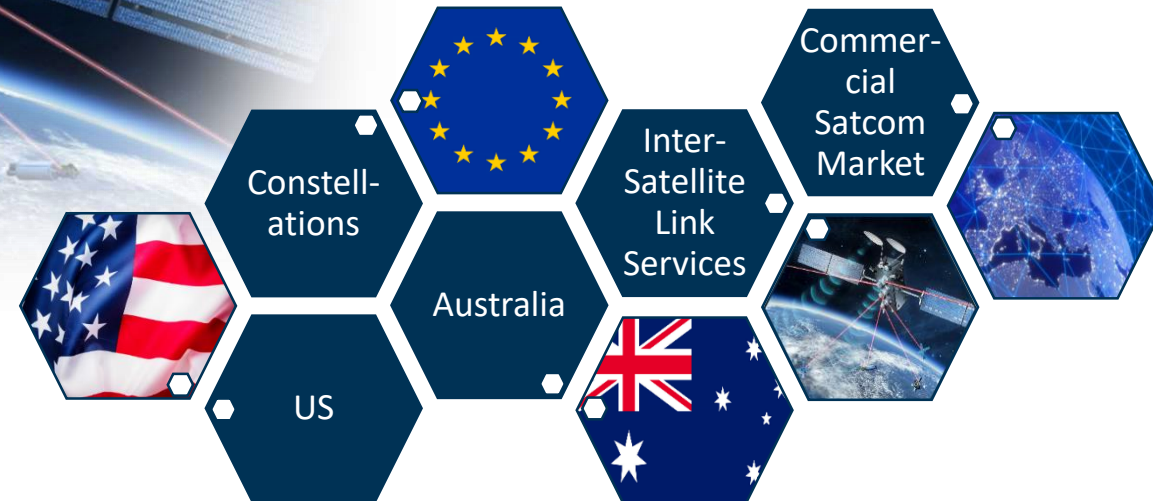 Commer-
cial
Satcom
Market
Constell-
ations
Inter-
Satellite
Link
Services
Australia
US